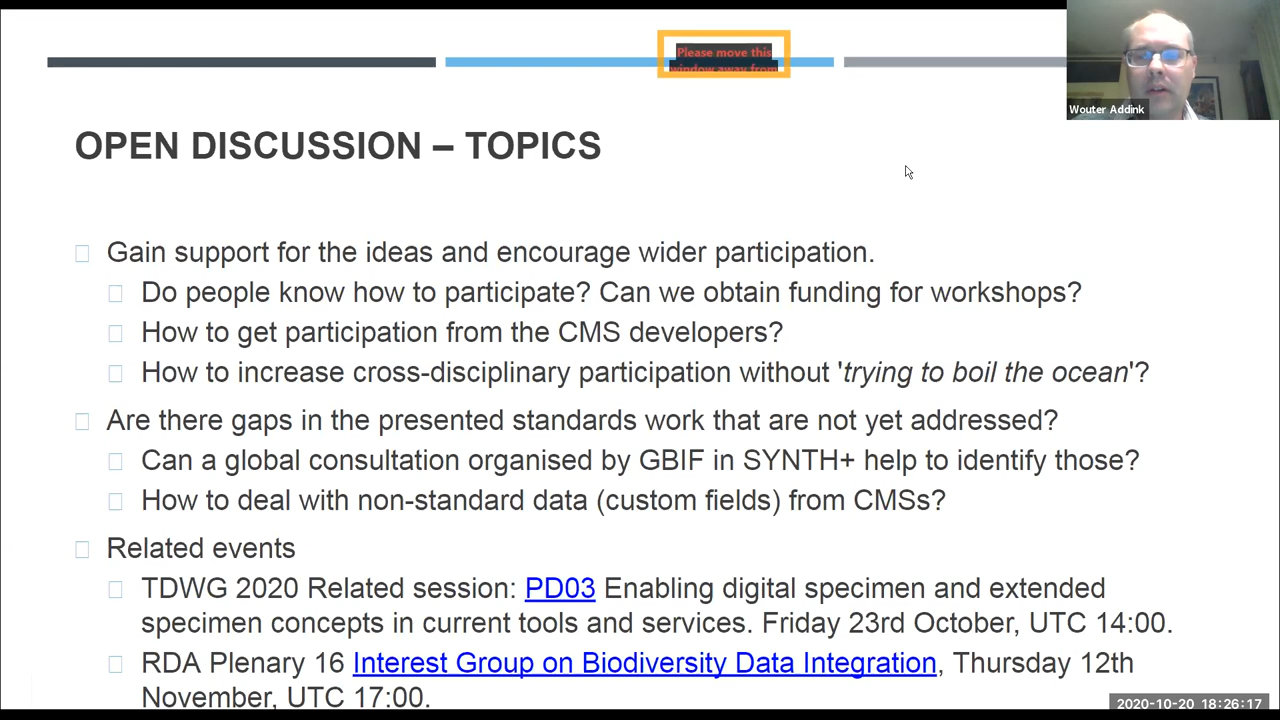 Please move this
window away from
Wouter Addink
OPEN DISCUSSION – TOPICS
Gain support for the ideas and encourage wider participation.
Do people know how to participate? Can we obtain funding for workshops?
How to get participation from the CMS developers?
How to increase cross-disciplinary participation without 'trying to boil the ocean'?
Are there gaps in the presented standards work that are not yet addressed?
Can a global consultation organised by GBIF in SYNTH+ help to identify those?
How to deal with non-standard data (custom fields) from CMSs?
Related events
TDWG 2020 Related session: PD03 Enabling digital specimen and extended
specimen concepts in current tools and services. Friday 23rd October, UTC 14:00.
RDA Plenary 16 Interest Group on Biodiversity Data Integration, Thursday 12th
November, UTC 17:00.
2020-10-20 18:26:17